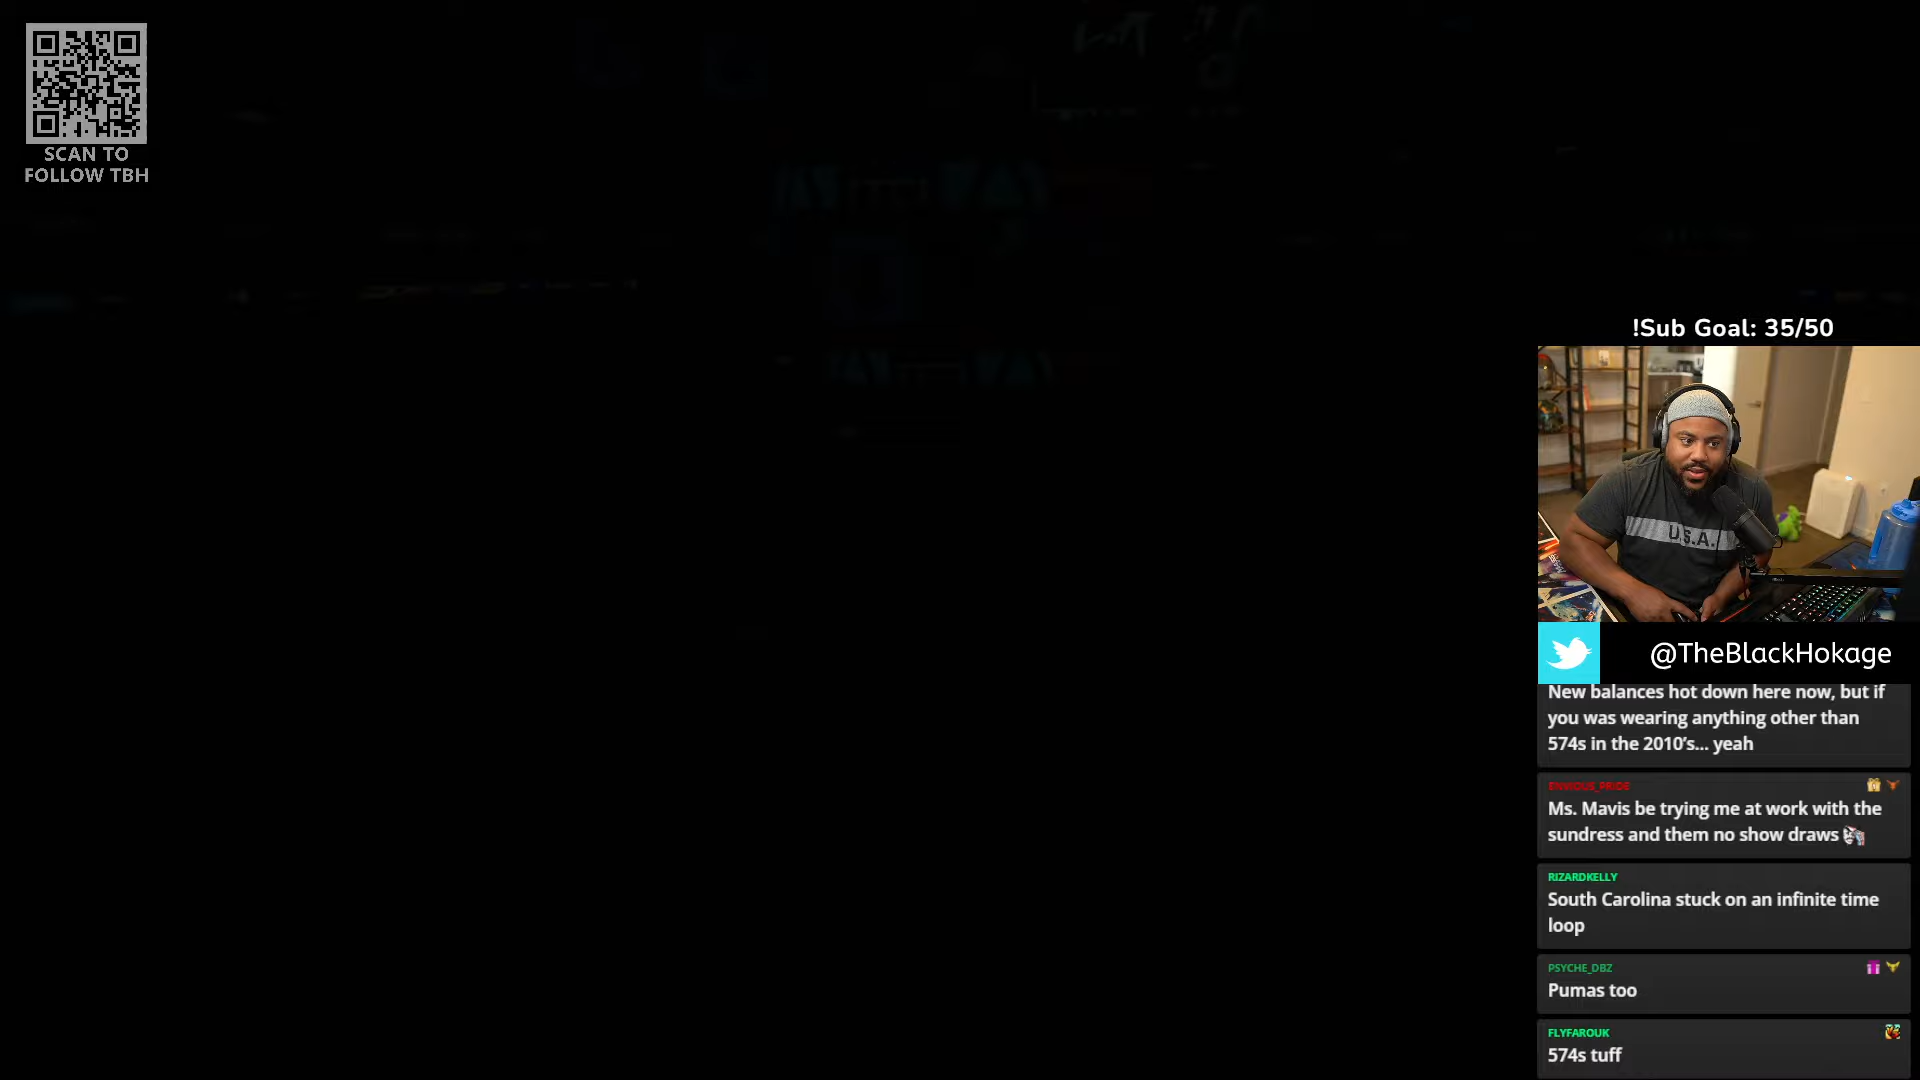 SCAN TO
FOLLOW TBH
!Sub Goal: 35/50
U.S.A.
@TheBlackHokage
New balances hot down here now, but if
you was wearing anything other than
574s in the 2010's... yeah
ENVIOUS_PRIDE
Ms. Mavis be trying me at work with the
sundress and them no show draws
RIZARDKELLY
South Carolina stuck on an infinite time
loop
PSYCHE_DBZ
Pumas too
FLYFAROUK
574s tuff